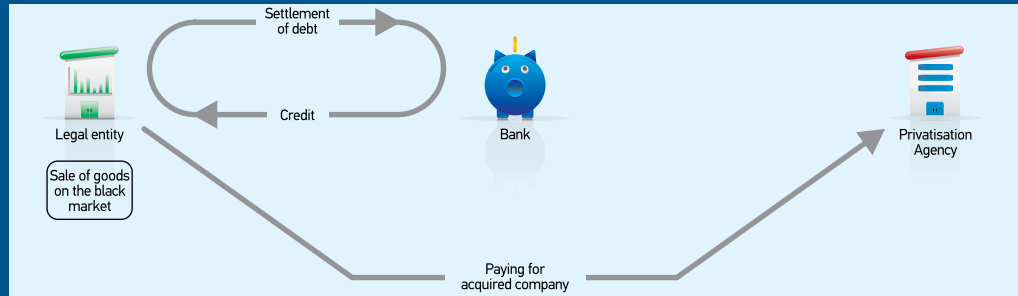 Settlement
of debt
Credit
Legal entity
Bank
Privatisation
Agency
Sale of goods
on the black
market
Paying for
acquired company